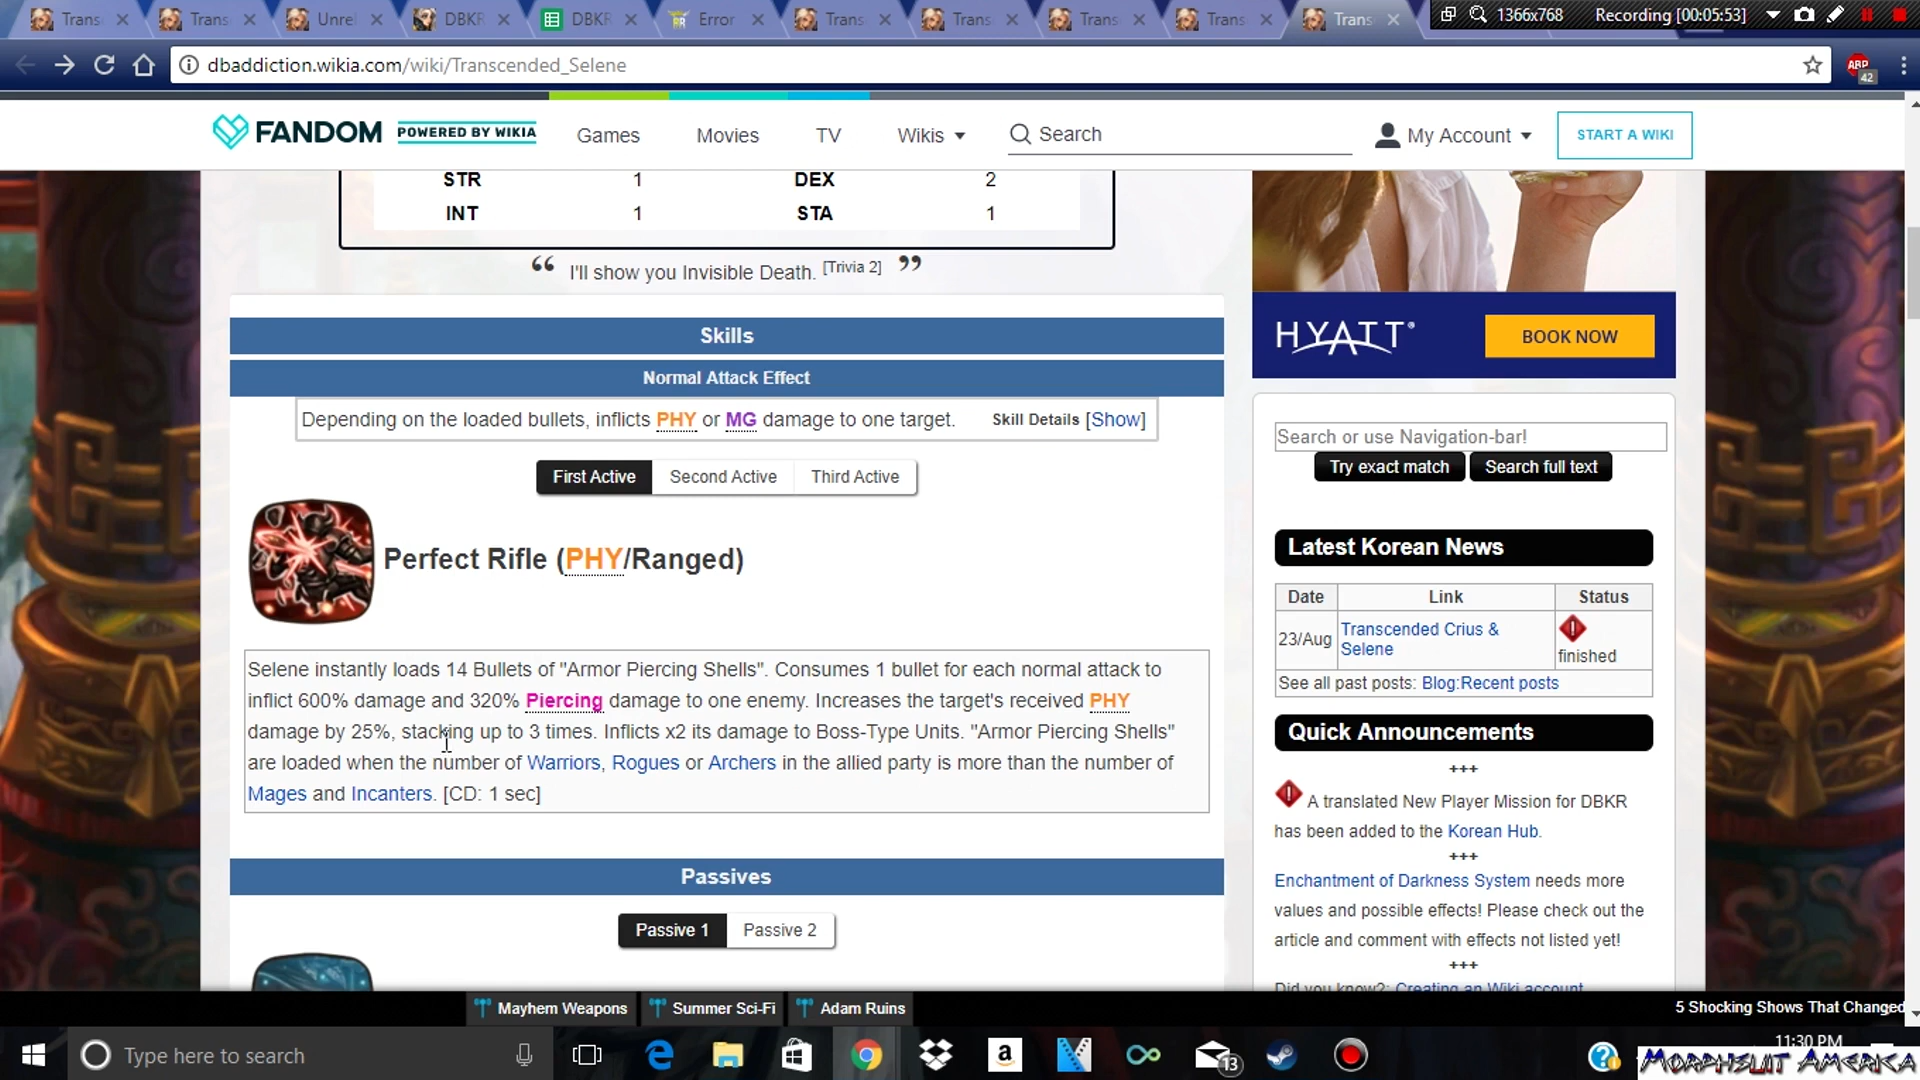 Trans
Trans
Unrel
DBKR
DBKR
Error
Trans
Trans
Trans
Trans
Trans
1366x768
Recording [00:05:53]
dbaddiction.wikia.com/wiki/Transcended_Selene
ABP
42
FANDOM
POWERED BY WIKIA
Games
Movies
TV
Wikis
Search
My Account
START A WIKI
STR 1 DEX 2
INT 1 STA 1
“ I'll show you Invisible Death. [Trivia 2] ”
Skills
Normal Attack Effect
Depending on the loaded bullets, inflicts PHY or MG damage to one target. Skill Details [Show]
First Active
Second Active
Third Active
Perfect Rifle (PHY/Ranged)
Selene instantly loads 14 Bullets of "Armor Piercing Shells". Consumes 1 bullet for each normal attack to
inflict 600% damage and 320% Piercing damage to one enemy. Increases the target's received PHY
damage by 25%, stacking up to 3 times. Inflicts x2 its damage to Boss-Type Units. "Armor Piercing Shells"
are loaded when the number of Warriors, Rogues or Archers in the allied party is more than the number of
Mages and Incanters. [CD: 1 sec]
Passives
Passive 1
Passive 2
HYATT®
BOOK NOW
Search or use Navigation-bar!
Try exact match
Search full text
Latest Korean News
Date Link Status
23/Aug Transcended Crius &
Selene
finished
See all past posts: Blog:Recent posts
Quick Announcements
+++
A translated New Player Mission for DBKR
has been added to the Korean Hub.
+++
Enchantment of Darkness System needs more
values and possible effects! Please check out the
article and comment with effects not listed yet!
+++
Did you know?: Creating an Wiki account
Mayhem Weapons
Summer Sci-Fi
Adam Ruins
5 Shocking Shows That Changed
Type here to search
13
11:30 PM
MORPHSUIT AMERICA